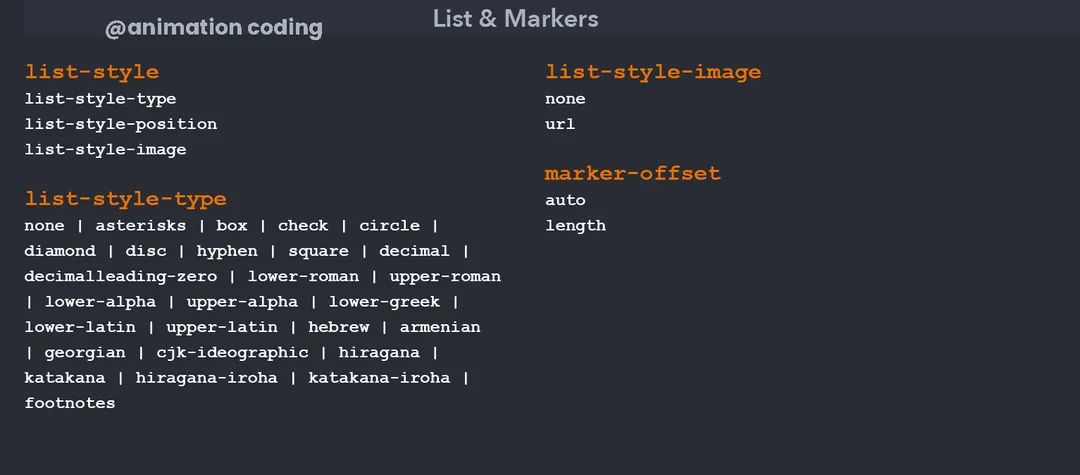 @animation coding
List & Markers
list-style
list-style-type
list-style-position
list-style-image
list-style-type
none | asterisks | box | check | circle |
diamond | disc | hyphen | square | decimal |
decimalleading-zero | lower-roman | upper-roman
| lower-alpha | upper-alpha | lower-greek |
lower-latin | upper-latin | hebrew | armenian
| georgian | cjk-ideographic | hiragana |
katakana | hiragana-iroha | katakana-iroha |
footnotes
list-style-image
none
url
marker-offset
auto
length